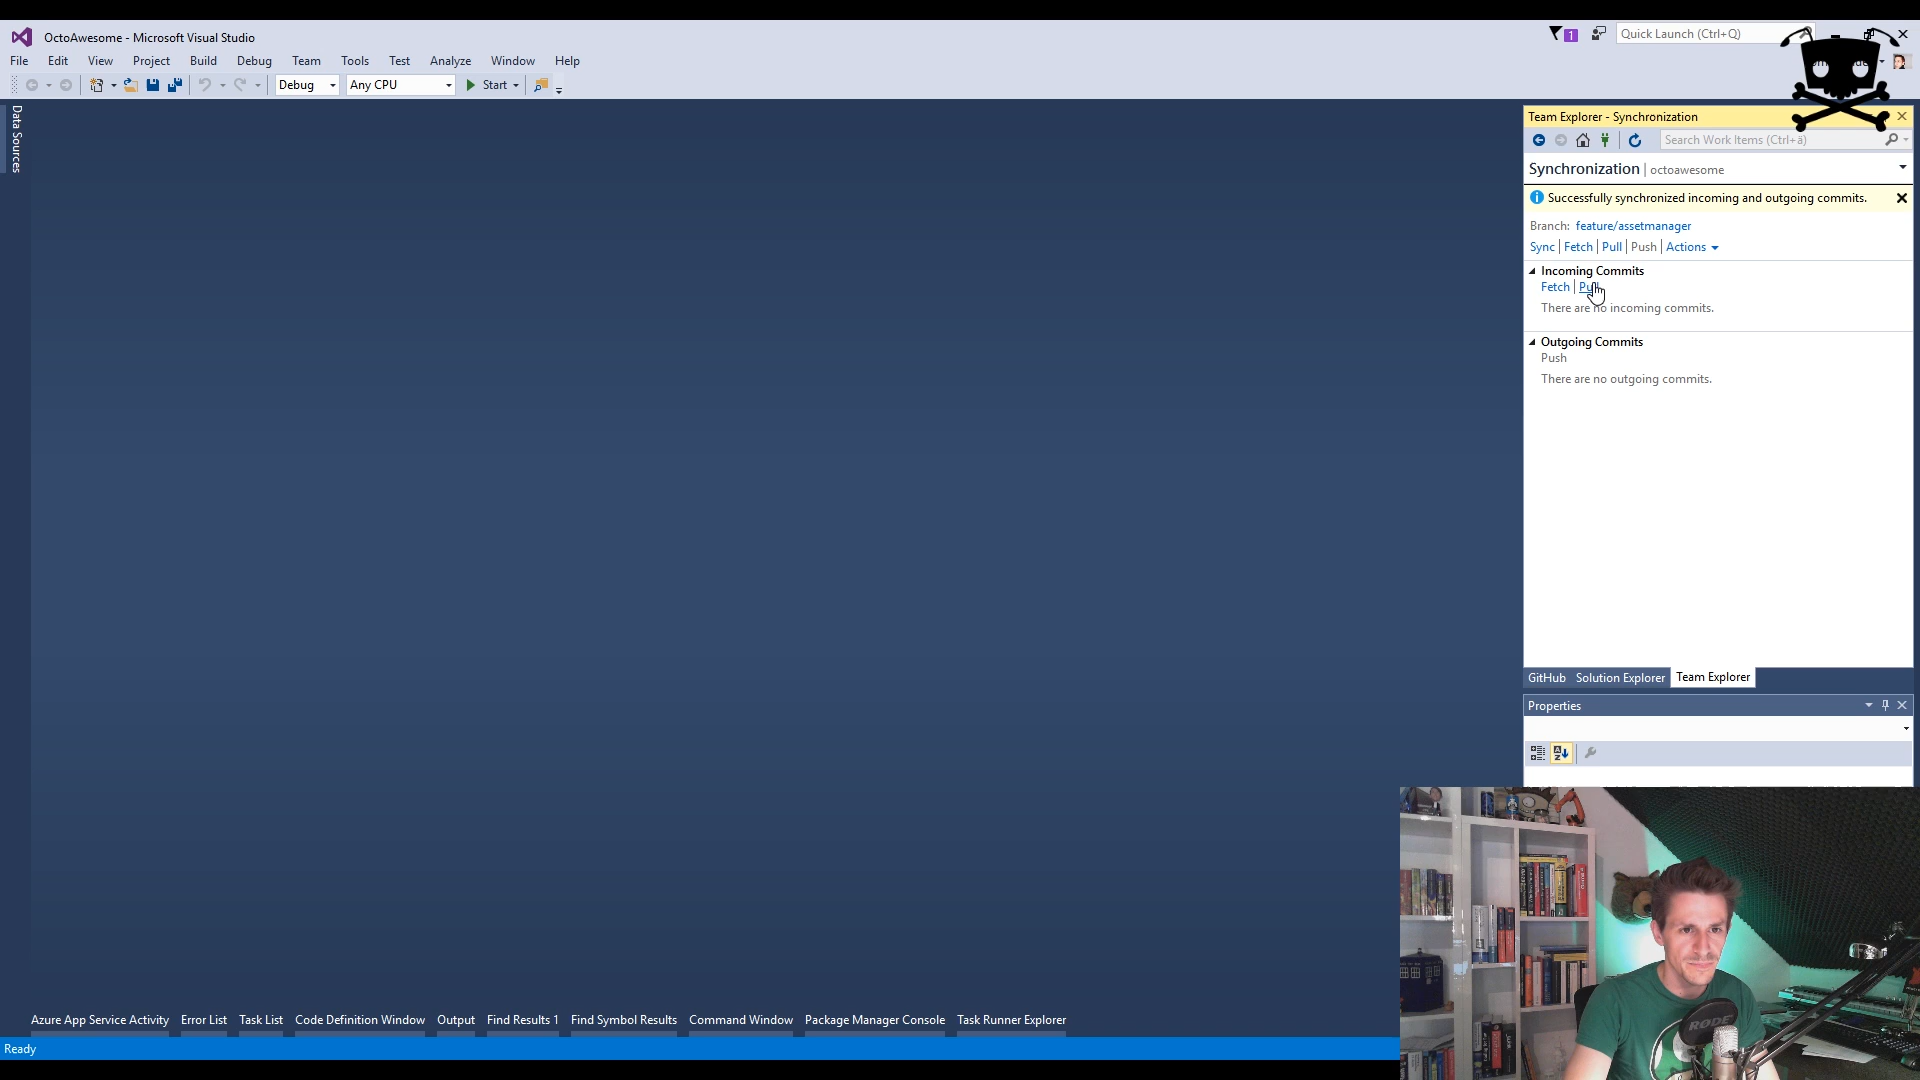 OctoAwesome - Microsoft Visual Studio
1
Quick Launch (Ctrl+Q)
File Edit View Project Build Debug Team Tools Test Analyze Window Help
Debug Any CPU Start
Data Sources
Team Explorer - Synchronization
Search Work Items (Ctrl+ä)
Synchronization | octoawesome
Successfully synchronized incoming and outgoing commits.
Branch: feature/assetmanager
Sync | Fetch | Pull | Push | Actions
Incoming Commits
Fetch | Pull
There are no incoming commits.
Outgoing Commits
Push
There are no outgoing commits.
GitHub Solution Explorer Team Explorer
Properties
Azure App Service Activity Error List Task List Code Definition Window Output Find Results 1 Find Symbol Results Command Window Package Manager Console Task Runner Explorer
Ready
RODE